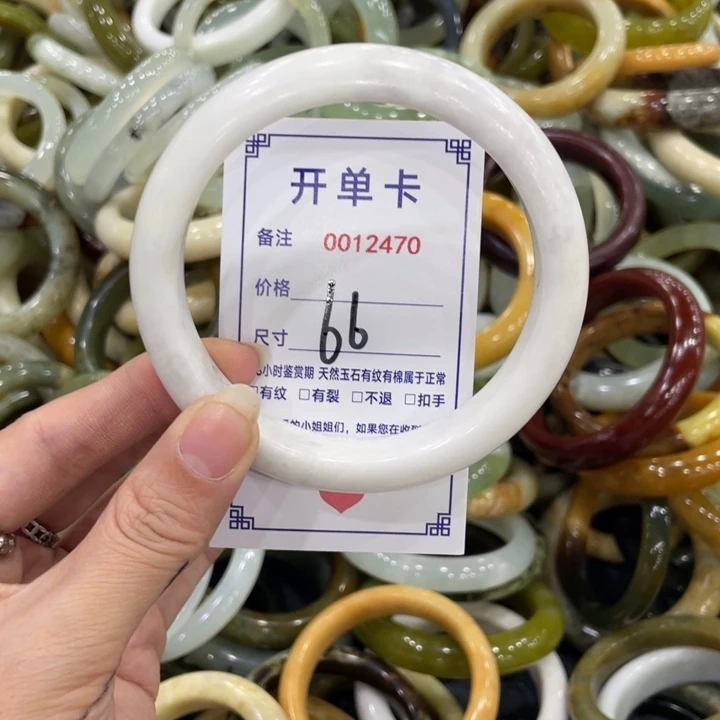 开单卡
备注 0012470
价格
尺寸 66
小时鉴赏期 天然玉石有纹有棉属于正常
□有纹 □有裂 □不退 □扣手
的小姐姐们，如果您在收